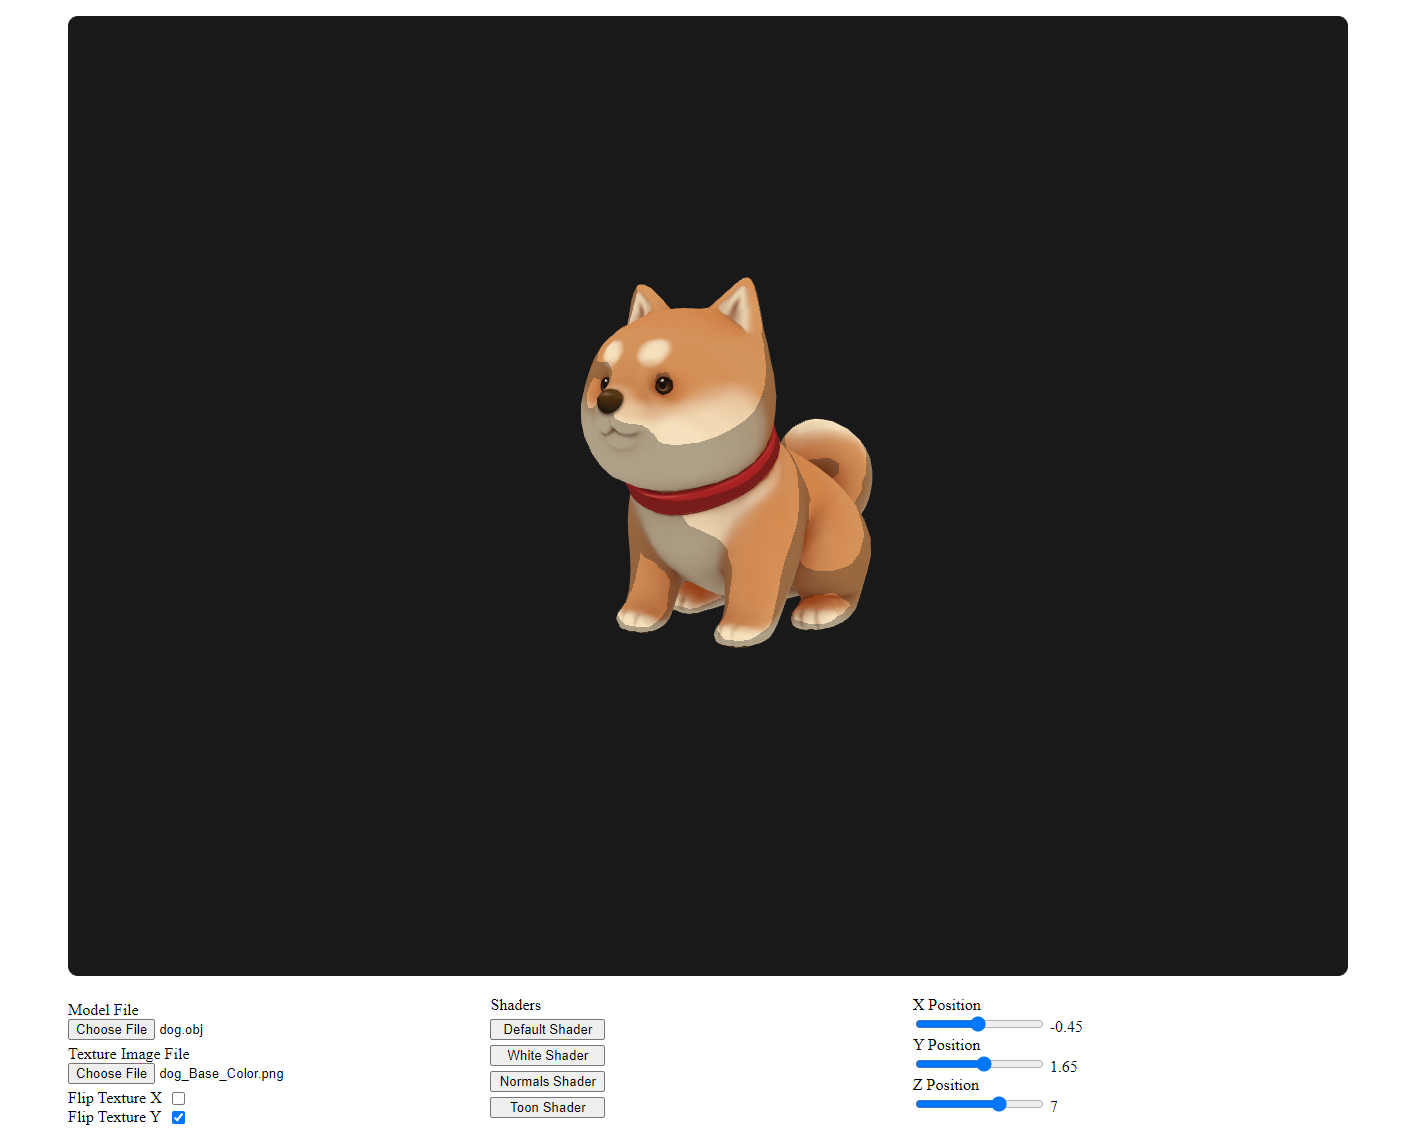 Model File
Choose File dog.obj
Texture Image File
Choose File dog_Base_Color.png
Flip Texture X
Flip Texture Y
Shaders
Default Shader
White Shader
Normals Shader
Toon Shader
X Position
-0.45
Y Position
1.65
Z Position
7